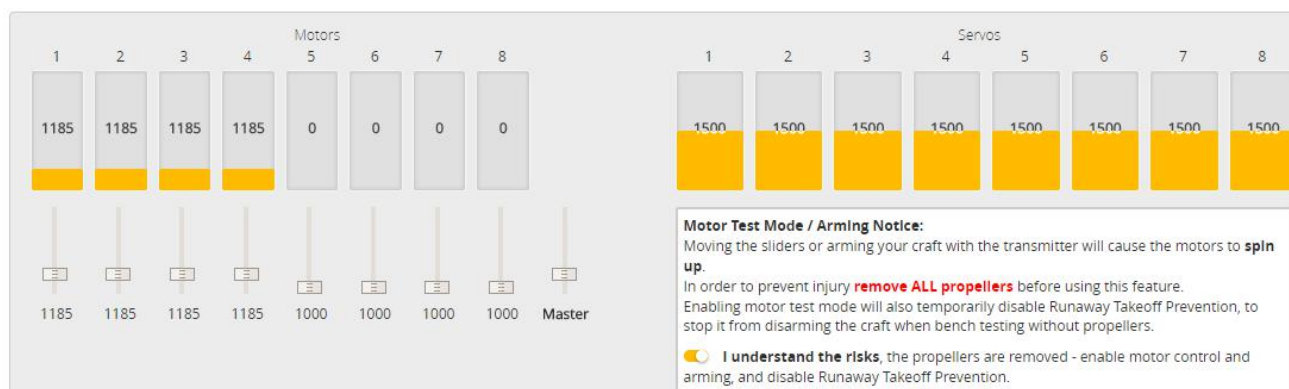 Motors
1 2 3 4 5 6 7 8
1185 1185 1185 1185 0 0 0 0
1185 1185 1185 1185 1000 1000 1000 1000 Master
Servos
1 2 3 4 5 6 7 8
1500 1500 1500 1500 1500 1500 1500 1500
Motor Test Mode / Arming Notice:
Moving the sliders or arming your craft with the transmitter will cause the motors to spin
up.
In order to prevent injury remove ALL propellers before using this feature.
Enabling motor test mode will also temporarily disable Runaway Takeoff Prevention, to
stop it from disarming the craft when bench testing without propellers.
I understand the risks, the propellers are removed - enable motor control and
arming, and disable Runaway Takeoff Prevention.